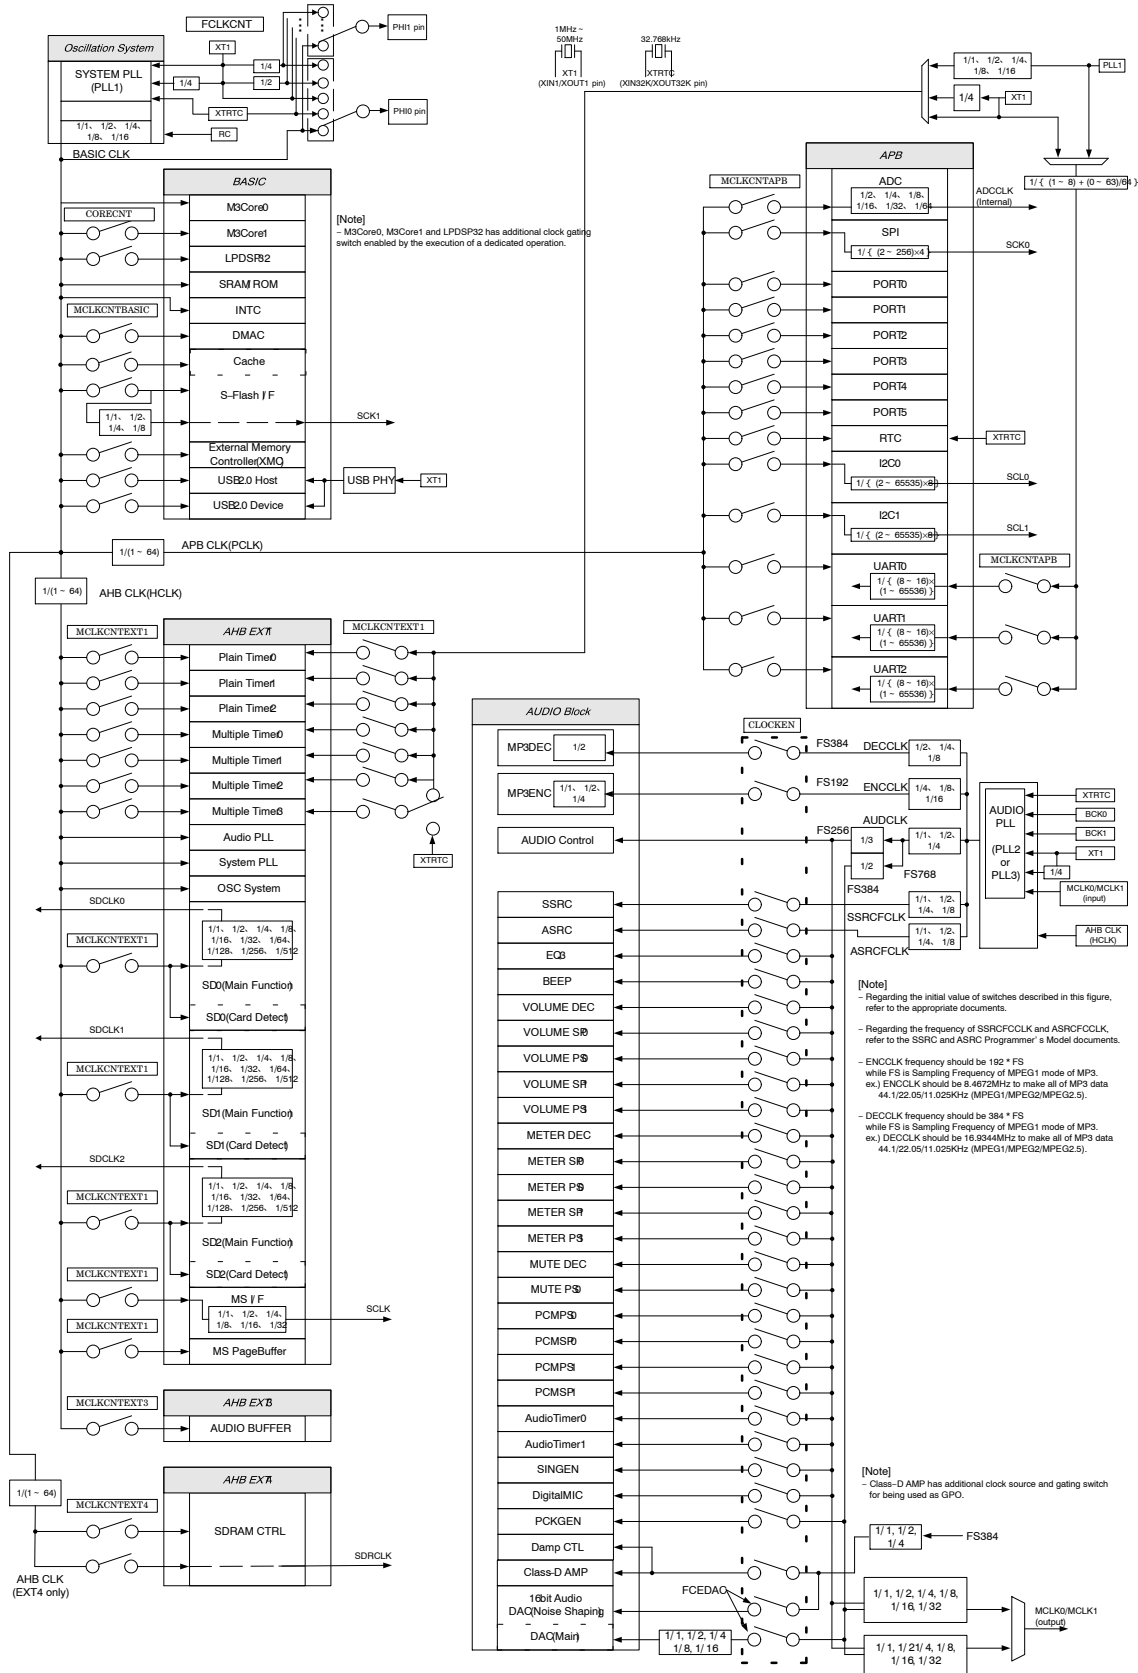 FCLKCNT
Oscillation System
XT1
SYSTEM PLL
(PLL1)
1/4
1/4
1/2
XTRTC
1/1、 1/2、 1/4、
1/8、 1/16
RC
BASIC CLK
PHI1 pin
PHI0 pin
1MHz ~
50MHz
XT1
(XIN1/XOUT1 pin)
32.768kHz
XTRTC
(XIN32K/XOUT32K pin)
1/1、 1/2、 1/4、
1/8、 1/16
PLL1
1/4
XT1
1/{ (1 ~ 8) + (0 ~ 63)/64 }
BASIC
M3Core0
CORECNT
M3Core1
LPDSP32
SRAM/ROM
MCLKCNTBASIC
INTC
DMAC
Cache
S-Flash I/F
1/1、 1/2、
1/4、 1/8
SCK1
External Memory
Controller(XMC)
USB2.0 Host
USB PHY
XT1
USB2.0 Device
[Note]
– M3Core0, M3Core1 and LPDSP32 has additional clock gating
switch enabled by the execution of a dedicated operation.
APB
MCLKCNTAPB
ADC
1/2、 1/4、 1/8、
1/16、 1/32、 1/64
ADCCLK
(Internal)
SPI
1/{ (2 ~ 256)×4 }
SCK0
PORT0
PORT1
PORT2
PORT3
PORT4
PORT5
RTC
XTRTC
I2C0
1/{ (2 ~ 65535)×8 }
SCL0
I2C1
1/{ (2 ~ 65535)×8 }
SCL1
MCLKCNTAPB
UART0
1/{ (8 ~ 16)×
(1 ~ 65536) }
UART1
1/{ (8 ~ 16)×
(1 ~ 65536) }
UART2
1/{ (8 ~ 16)×
(1 ~ 65536) }
1/(1 ~ 64)
APB CLK(PCLK)
1/(1 ~ 64)
AHB CLK(HCLK)
MCLKCNTEXT1
AHB EXT1
MCLKCNTEXT1
Plain Timer0
Plain Timer1
Plain Timer2
Multiple Timer0
Multiple Timer1
Multiple Timer2
Multiple Timer3
Audio PLL
XTRTC
System PLL
OSC System
SDCLK0
1/1、 1/2、 1/4、 1/8、
1/16、 1/32、 1/64、
1/128、 1/256、 1/512
MCLKCNTEXT1
SD0(Main Function)
SD0(Card Detect)
SDCLK1
1/1、 1/2、 1/4、 1/8、
1/16、 1/32、 1/64、
1/128、 1/256、 1/512
MCLKCNTEXT1
SD1(Main Function)
SD1(Card Detect)
SDCLK2
1/1、 1/2、 1/4、 1/8、
1/16、 1/32、 1/64、
1/128、 1/256、 1/512
MCLKCNTEXT1
SD2(Main Function)
SD2(Card Detect)
MCLKCNTEXT1
MS I/F
1/1、 1/2、 1/4、
1/8、 1/16、 1/32
SCLK
MCLKCNTEXT1
MS PageBuffer
MCLKCNTEXT3
AHB EXT3
AUDIO BUFFER
1/(1 ~ 64)
MCLKCNTEXT4
AHB EXT4
SDRAM CTRL
AHB CLK
(EXT4 only)
SDRCLK
AUDIO Block
CLOCKEN
MP3DEC
1/2
FS384
DECCLK
1/2、 1/4、
1/8
MP3ENC
1/1、 1/2、
1/4
FS192
ENCCLK
1/4、 1/8、
1/16
AUDIO Control
FS256
AUDCLK
1/3
1/1、 1/2、
1/4
1/2
FS768
FS384
AUDIO
PLL
(PLL2
or
PLL3)
XTRTC
BCK0
BCK1
XT1
1/4
MCLK0/MCLK1
(input)
AHB CLK
(HCLK)
SSRC
SSRCFCLK
1/1、 1/2、
1/4、 1/8
ASRC
ASRCFCLK
1/1、 1/2、
1/4、 1/8
EQ3
BEEP
VOLUME DEC
VOLUME SP0
VOLUME PS0
VOLUME SP1
VOLUME PS1
METER DEC
METER SP0
METER PS0
METER SP1
METER PS1
MUTE DEC
MUTE PS0
PCMPS0
PCMSP0
PCMPS1
PCMSP1
AudioTimer0
AudioTimer1
SINGEN
DigitalMIC
PCKGEN
Damp CTL
Class-D AMP
16bit Audio
DAC(Noise Shaping)
DAC(Main)
FCEDAC
1/ 1, 1/ 2, 1/ 4
1/ 8, 1/ 16
[Note]
– Regarding the initial value of switches described in this figure,
refer to the appropriate documents.
– Regarding the frequency of SSRCFCCLK and ASRCFCCLK,
refer to the SSRC and ASRC Programmer' s Model documents.
– ENCCLK frequency should be 192 * FS
while FS is Sampling Frequency of MPEG1 mode of MP3.
ex.) ENCCLK should be 8.4672MHz to make all of MP3 data
44.1/22.05/11.025KHz (MPEG1/MPEG2/MPEG2.5).
– DECCLK frequency should be 384 * FS
while FS is Sampling Frequency of MPEG1 mode of MP3.
ex.) DECCLK should be 16.9344MHz to make all of MP3 data
44.1/22.05/11.025KHz (MPEG1/MPEG2/MPEG2.5).
[Note]
– Class-D AMP has additional clock source and gating switch
for being used as GPO.
1/ 1, 1/ 2,
1/ 4
FS384
1/ 1, 1/ 2, 1/ 4, 1/ 8,
1/ 16, 1/ 32
1/ 1, 1/ 21/ 4, 1/ 8,
1/ 16, 1/ 32
MCLK0/MCLK1
(output)